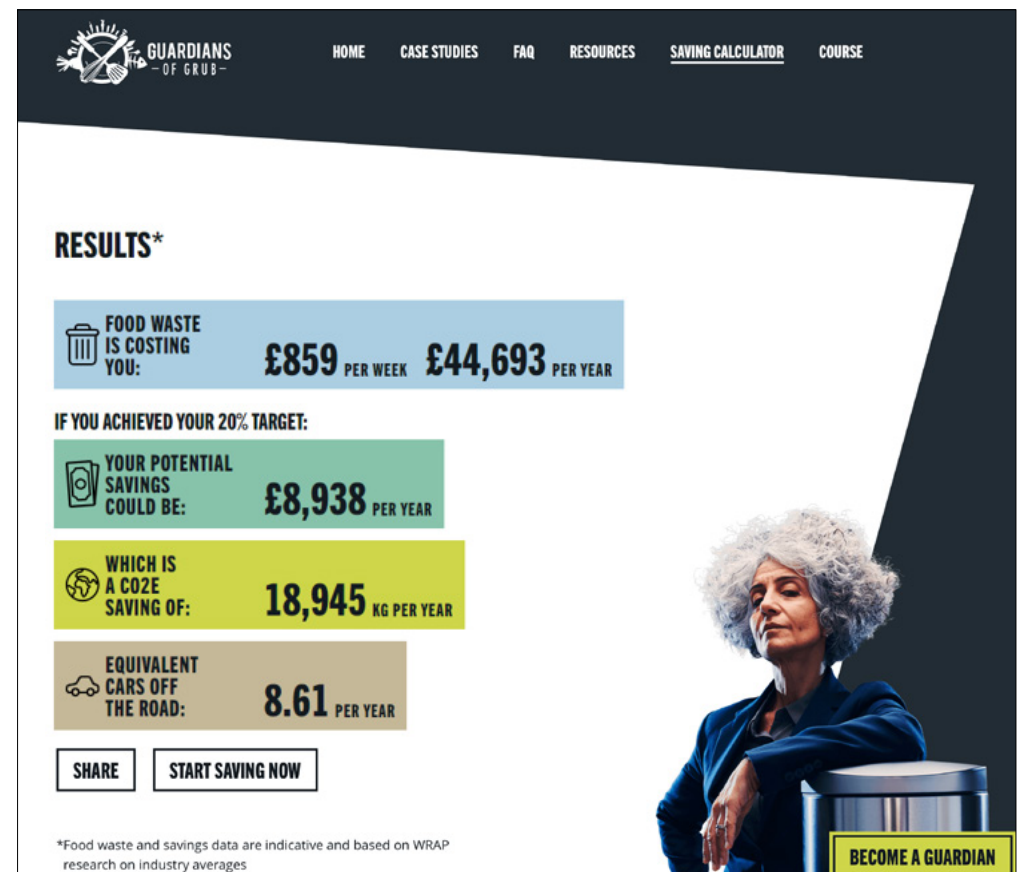 GUARDIANS
OF GRUB
HOME CASE STUDIES FAQ RESOURCES SAVING CALCULATOR COURSE
RESULTS*
FOOD WASTE
IS COSTING
YOU:
£859 PER WEEK £44,693 PER YEAR
IF YOU ACHIEVED YOUR 20% TARGET:
YOUR POTENTIAL
SAVINGS
COULD BE:
£8,938 PER YEAR
WHICH IS
A CO2E
SAVING OF:
18,945 KG PER YEAR
EQUIVALENT
CARS OFF
THE ROAD:
8.61 PER YEAR
SHARE START SAVING NOW
*Food waste and savings data are indicative and based on WRAP
research on industry averages
BECOME A GUARDIAN